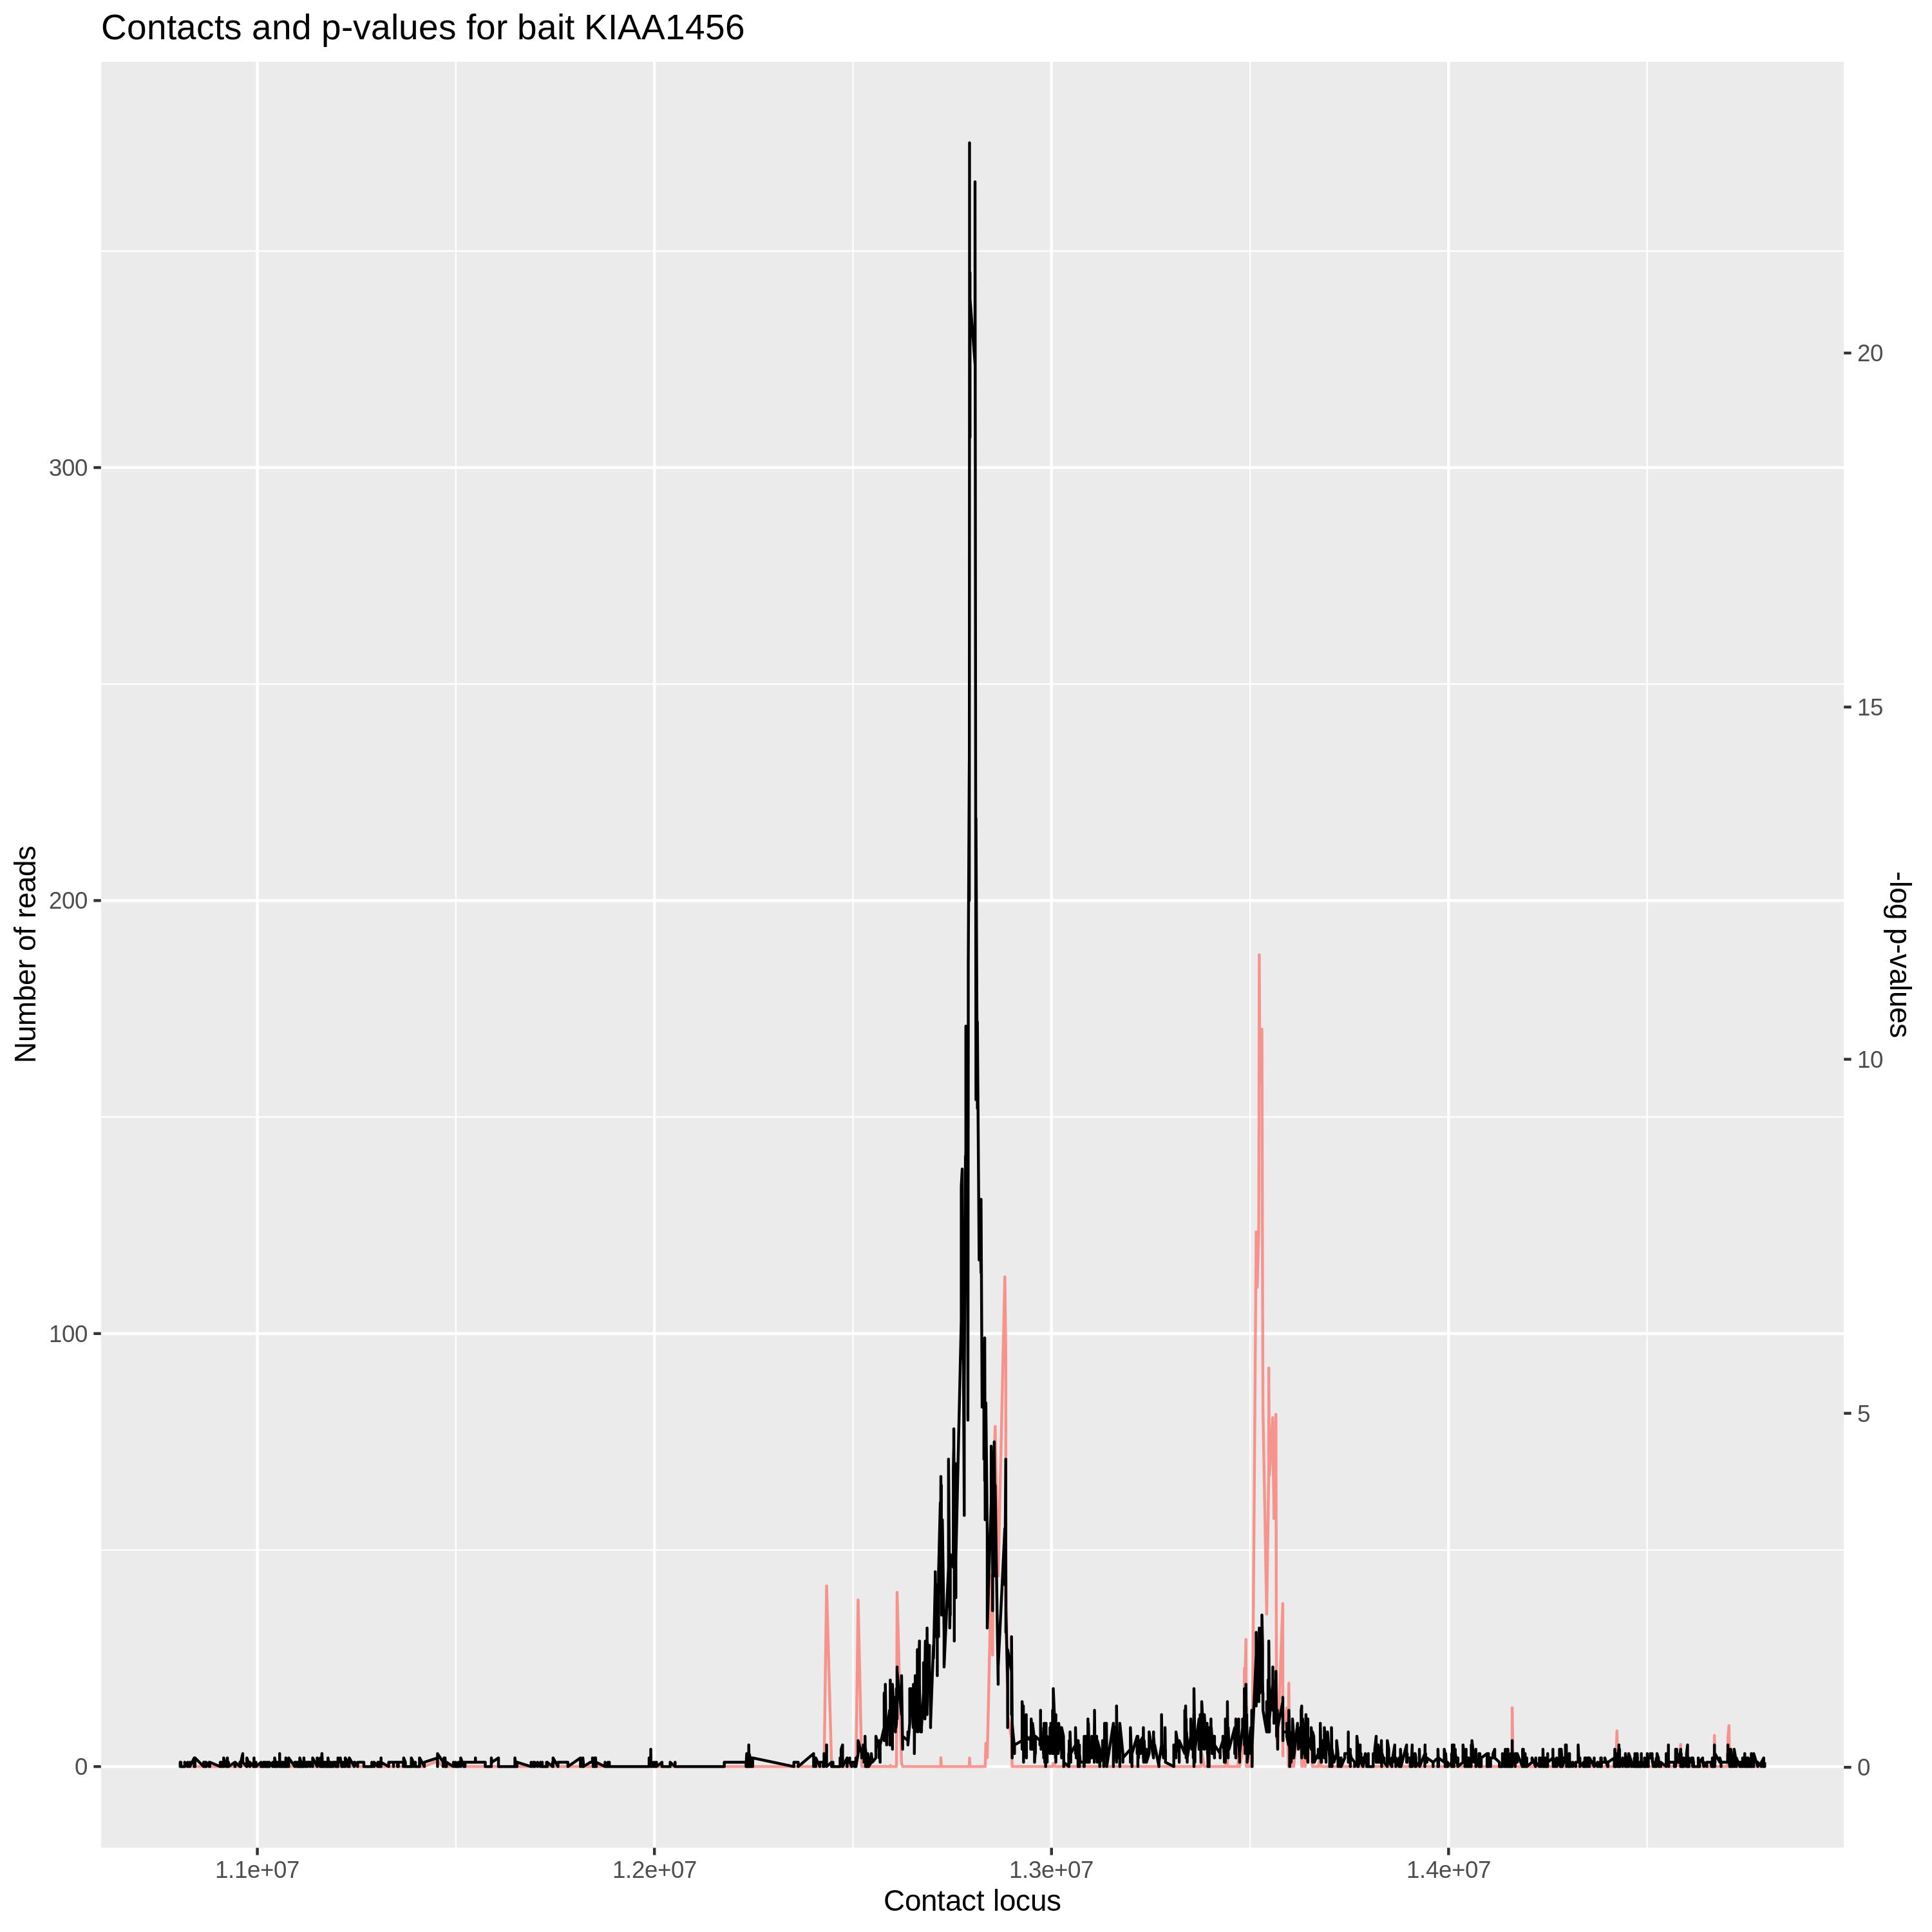 Contacts and p-values for bait KIAA1456
Number of reads
300
200
100
0
-log p-values
20
15
10
5
0
1.1e+07 1.2e+07 1.3e+07 1.4e+07
Contact locus